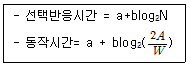 - 선택반응시간 = a+blog₂N
- 동작시간= a + blog₂(2A/W)